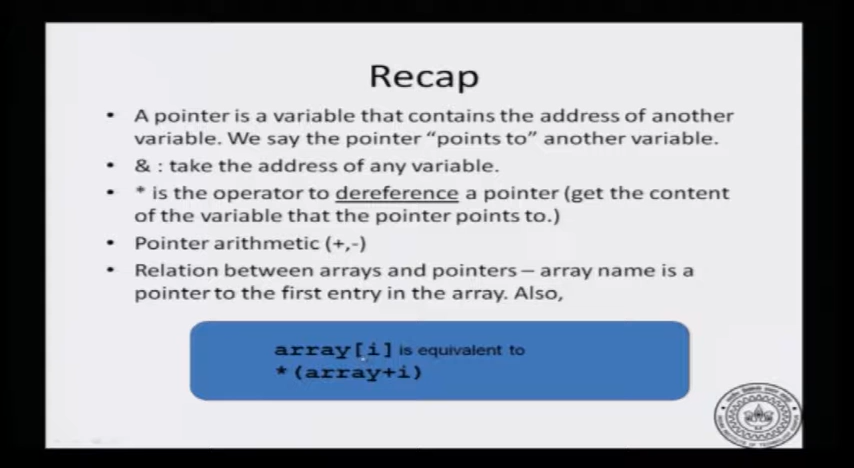 Recap
• A pointer is a variable that contains the address of another
variable. We say the pointer “points to” another variable.
• & : take the address of any variable.
• * is the operator to dereference a pointer (get the content
of the variable that the pointer points to.)
• Pointer arithmetic (+,-)
• Relation between arrays and pointers – array name is a
pointer to the first entry in the array. Also,
array[i] is equivalent to
*(array+i)